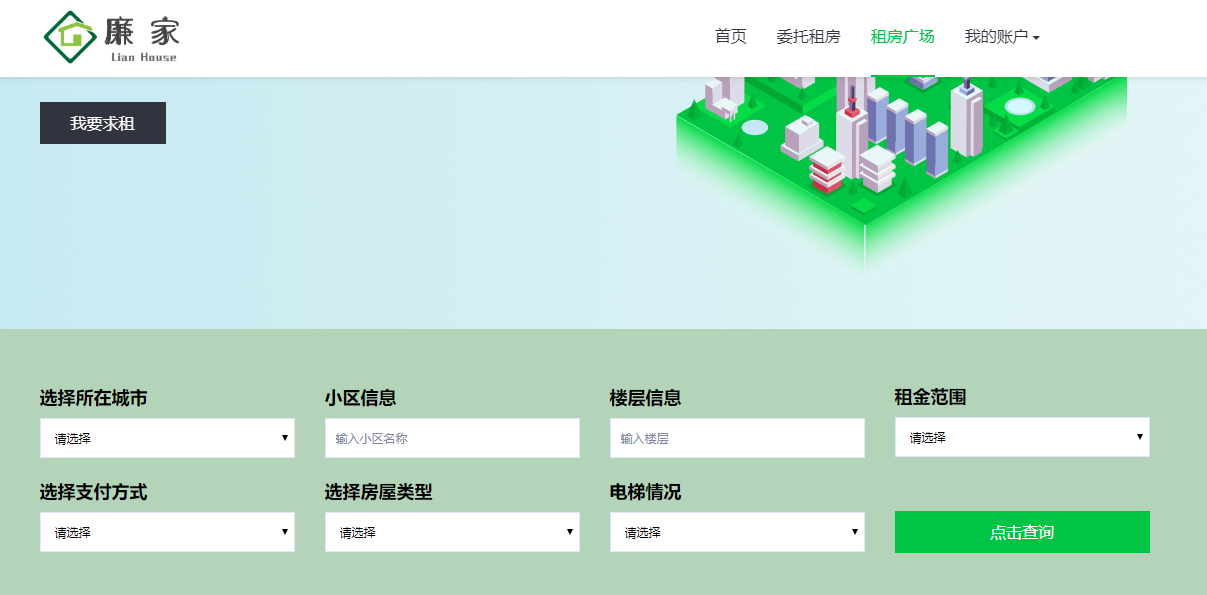 廉 家
Lian House
首页 委托租房 租房广场 我的账户
我要求租
选择所在城市 小区信息 楼层信息 租金范围
请选择 输入小区名称 输入楼层 请选择
选择支付方式 选择房屋类型 电梯情况
请选择 请选择 请选择 点击查询